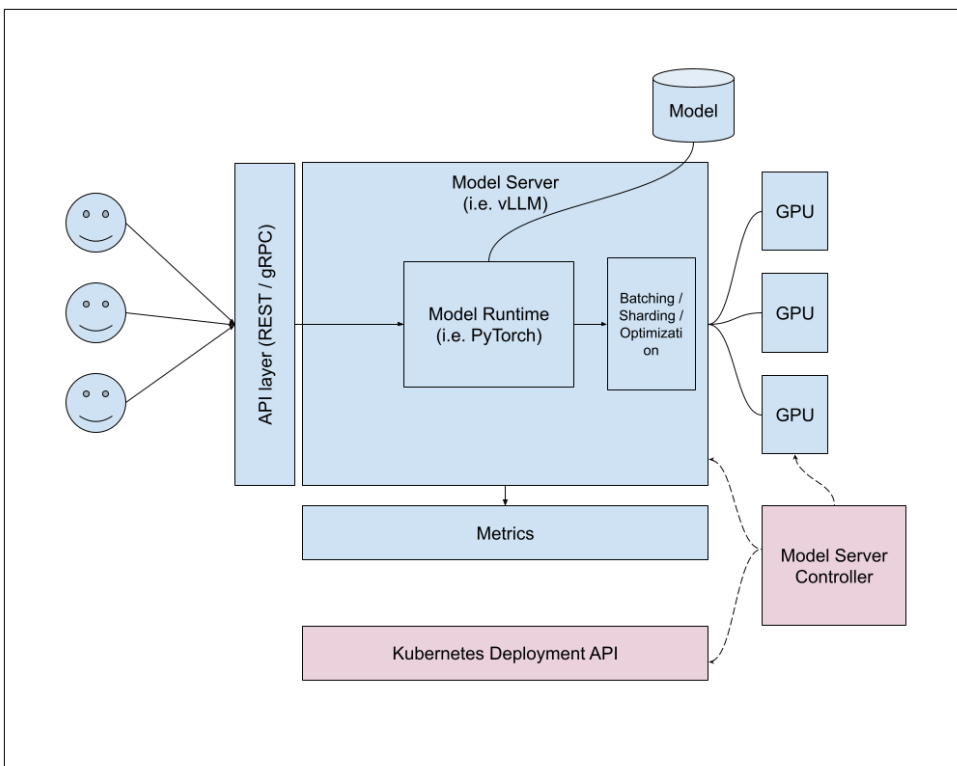 Model
Model Server
(i.e. vLLM)
API layer (REST / gRPC)
Model Runtime
(i.e. PyTorch)
Batching /
Sharding /
Optimizati
on
GPU
GPU
GPU
Metrics
Model Server
Controller
Kubernetes Deployment API